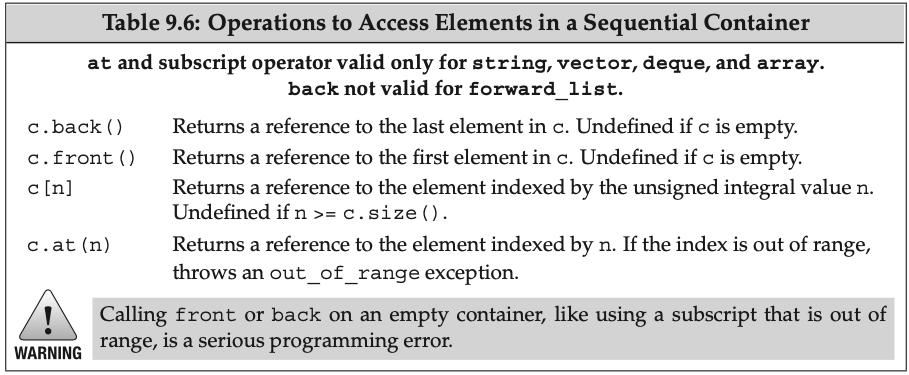 Table 9.6: Operations to Access Elements in a Sequential Container
at and subscript operator valid only for string, vector, deque, and array.
back not valid for forward_list.
c.back() Returns a reference to the last element in c. Undefined if c is empty.
c.front() Returns a reference to the first element in c. Undefined if c is empty.
c[n] Returns a reference to the element indexed by the unsigned integral value n.
Undefined if n >= c.size().
c.at(n) Returns a reference to the element indexed by n. If the index is out of range,
throws an out_of_range exception.
! Calling front or back on an empty container, like using a subscript that is out of
range, is a serious programming error.
WARNING